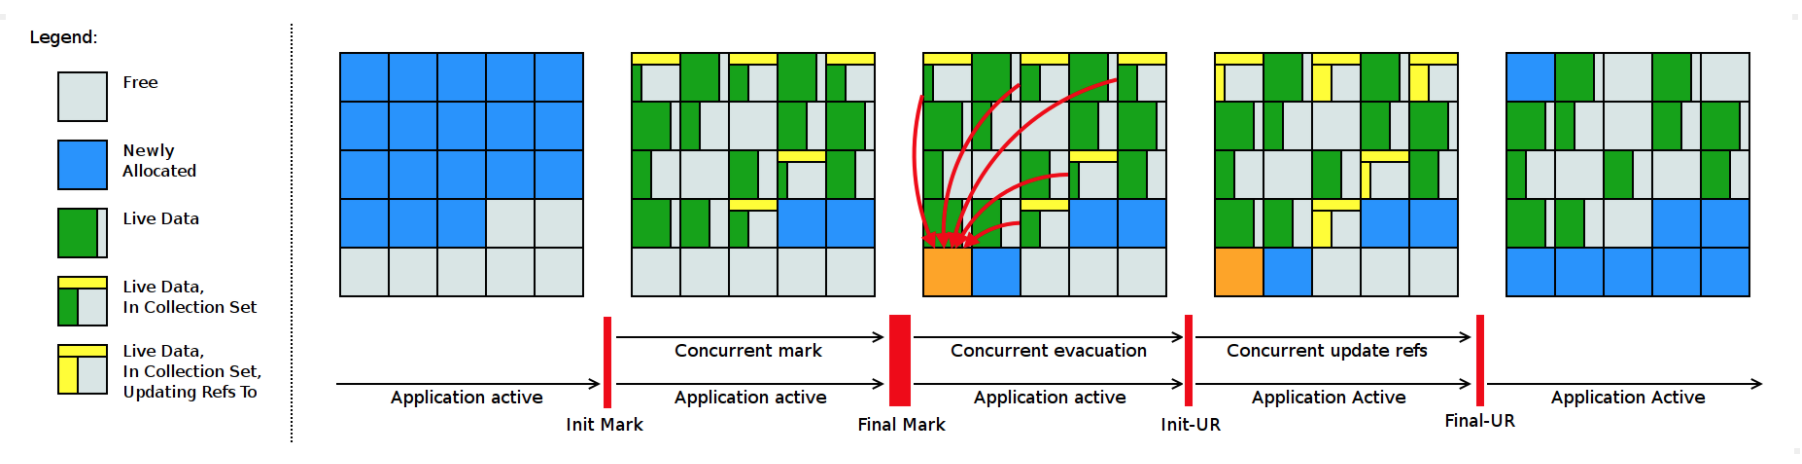 Legend:
Free
Newly
Allocated
Live Data
Live Data,
In Collection Set
Live Data,
In Collection Set,
Updating Refs To
Concurrent mark
Concurrent evacuation
Concurrent update refs
Application active
Application active
Application active
Application Active
Application Active
Init Mark
Final Mark
Init-UR
Final-UR